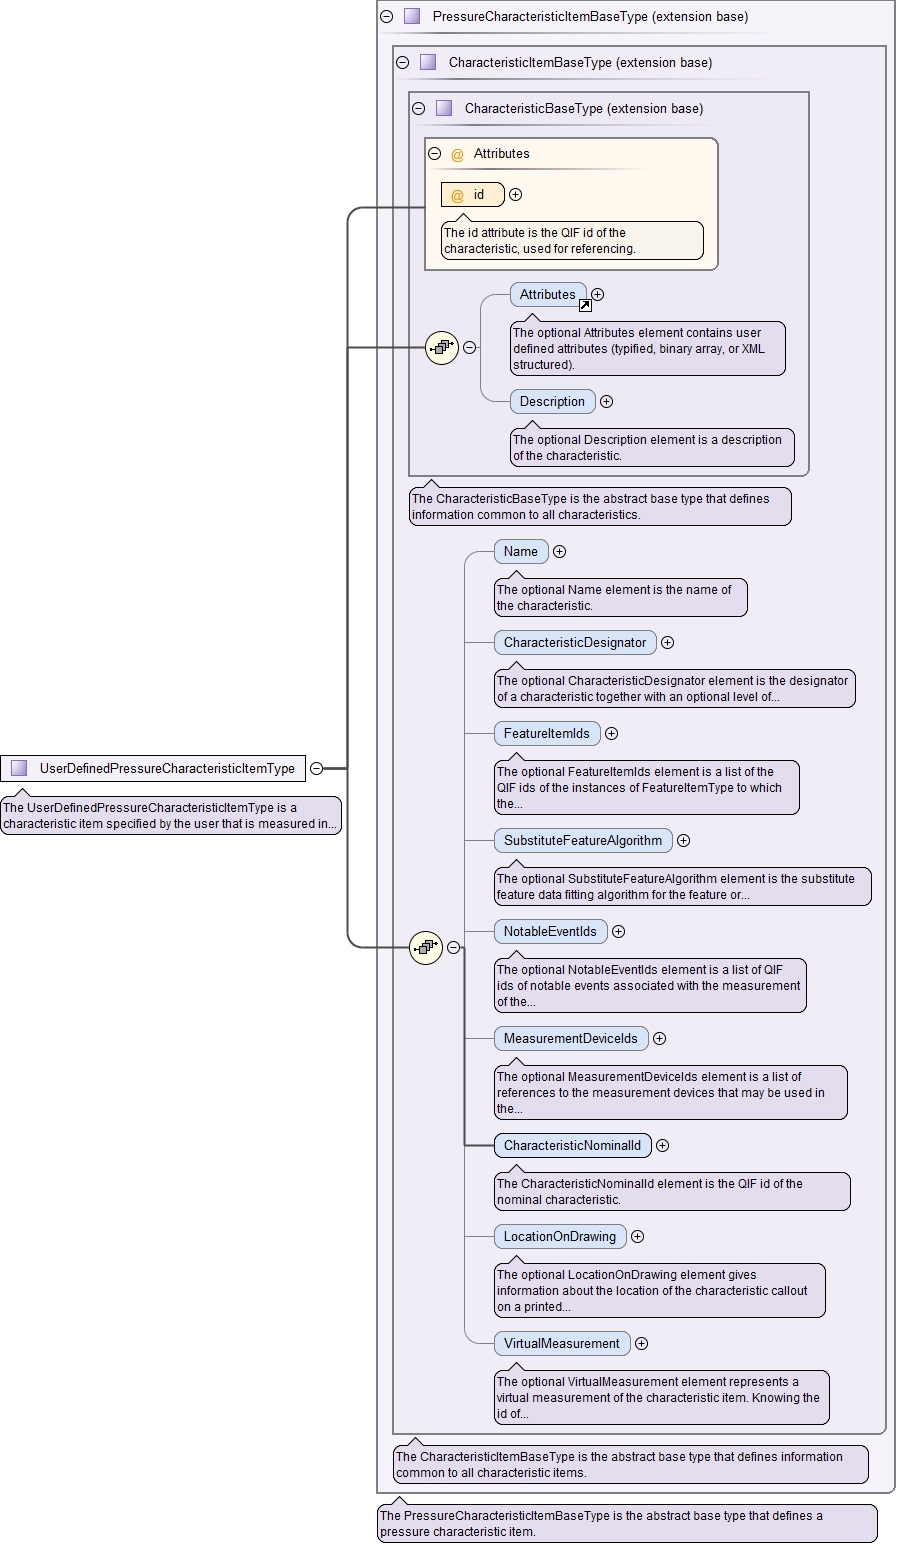 PressureCharacteristicItemBaseType (extension base)
CharacteristicItemBaseType (extension base)
CharacteristicBaseType (extension base)
@ Attributes
@ id
The id attribute is the QIF id of the
characteristic, used for referencing.
Attributes
The optional Attributes element contains user
defined attributes (typified, binary array, or XML
structured).
Description
The optional Description element is a description
of the characteristic.
The CharacteristicBaseType is the abstract base type that defines
information common to all characteristics.
Name
The optional Name element is the name of
the characteristic.
CharacteristicDesignator
The optional CharacteristicDesignator element is the designator
of a characteristic together with an optional level of...
FeatureItemIds
The optional FeatureItemIds element is a list of the
QIF ids of the instances of FeatureItemType to which
the...
UserDefinedPressureCharacteristicItemType
The UserDefinedPressureCharacteristicItemType is a
characteristic item specified by the user that is measured in...
SubstituteFeatureAlgorithm
The optional SubstituteFeatureAlgorithm element is the substitute
feature data fitting algorithm for the feature or...
NotableEventIds
The optional NotableEventIds element is a list of QIF
ids of notable events associated with the measurement
of the...
MeasurementDeviceIds
The optional MeasurementDeviceIds element is a list of
references to the measurement devices that may be used in
the...
CharacteristicNominalId
The CharacteristicNominalId element is the QIF id of the
nominal characteristic.
LocationOnDrawing
The optional LocationOnDrawing element gives
information about the location of the characteristic callout
on a printed...
VirtualMeasurement
The optional VirtualMeasurement element represents a
virtual measurement of the characteristic item. Knowing the
id of...
The CharacteristicItemBaseType is the abstract base type that defines information
common to all characteristic items.
The PressureCharacteristicItemBaseType is the abstract base type that defines a
pressure characteristic item.